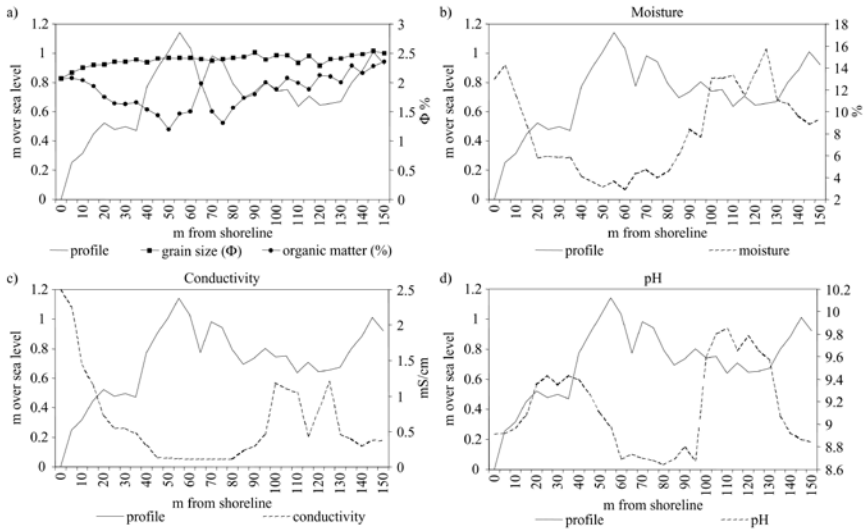 a)
1.2
1
0.8
0.6
0.4
0.2
0
m over sea level
3
2.5
2
1.5
1
0.5
0
Φ %
0 10 20 30 40 50 60 70 80 90 100 110 120 130 140 150
m from shoreline
profile grain size (Φ) organic matter (%)
b) Moisture
1.2
1
0.8
0.6
0.4
0.2
0
m over sea level
18
16
14
12
10
8
6
4
2
%
0 10 20 30 40 50 60 70 80 90 100 110 120 130 140 150
m from shoreline
profile moisture
c) Conductivity
1.2
1
0.8
0.6
0.4
0.2
0
m over sea level
2.5
2
1.5
1
0.5
0
mS/cm
0 10 20 30 40 50 60 70 80 90 100 110 120 130 140 150
m from shoreline
profile conductivity
d) pH
1.2
1
0.8
0.6
0.4
0.2
0
m over sea level
10.2
10
9.8
9.6
9.4
9.2
9
8.8
8.6
0 10 20 30 40 50 60 70 80 90 100 110 120 130 140 150
m from shoreline
profile pH